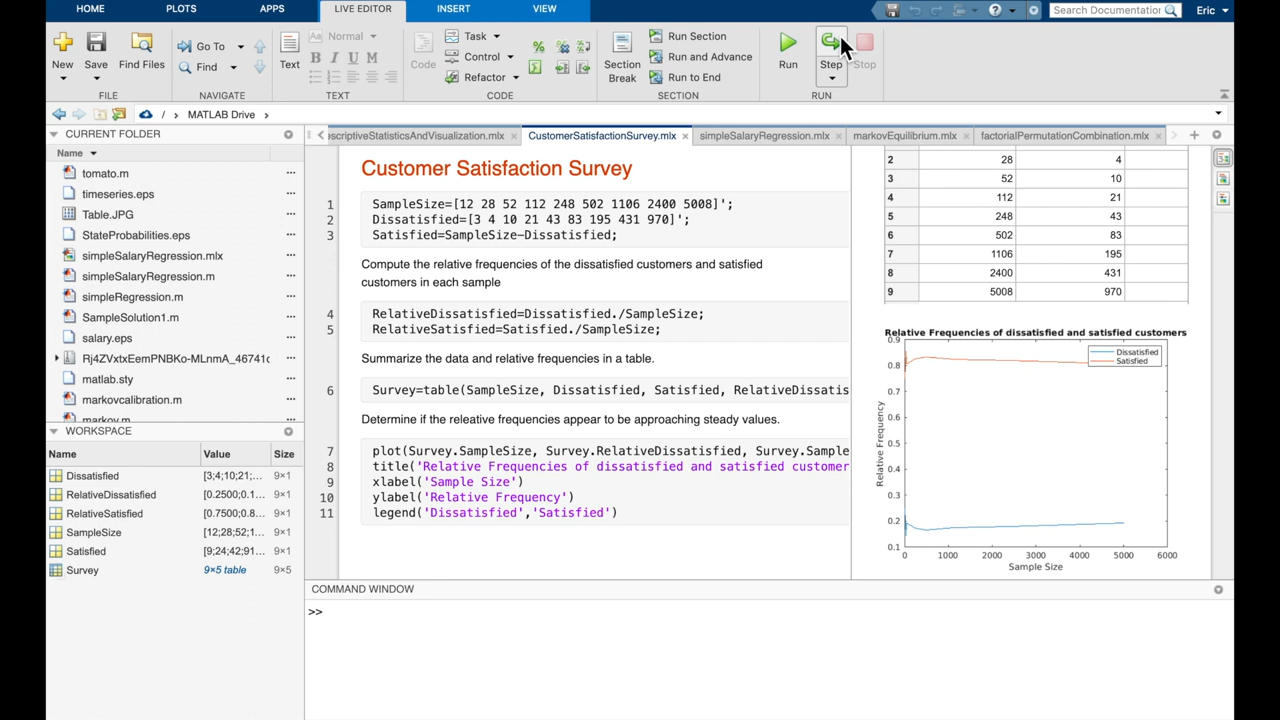 HOME PLOTS APPS LIVE EDITOR INSERT VIEW Search Documentation Eric
New Save Find Files Go To Find Text Normal B I U M Code Task Control Refactor Section Break Run Section Run and Advance Run to End Run Step Stop
FILE NAVIGATE TEXT CODE SECTION RUN
/ MATLAB Drive
CURRENT FOLDER
Name
tomato.m
timeseries.eps
Table.JPG
StateProbabilities.eps
simpleSalaryRegression.mlx
simpleSalaryRegression.m
simpleRegression.m
SampleSolution1.m
salary.eps
Rj4ZVxtxEemPNBKo-MLnmA_46741c
matlab.sty
markovcalibration.m
markov.m
WORKSPACE
Name Value Size
Dissatisfied [3;4;10;21;... 9×1
RelativeDissatisfied [0.2500;0.1... 9×1
RelativeSatisfied [0.7500;0.8... 9×1
SampleSize [12;28;52;1... 9×1
Satisfied [9;24;42;91... 9×1
Survey 9×5 table 9×5
scriptiveStatisticsAndVisualization.mlx CustomerSatisfactionSurvey.mlx simpleSalaryRegression.mlx markovEquilibrium.mlx factorialPermutationCombination.mlx
Customer Satisfaction Survey
1 SampleSize=[12 28 52 112 248 502 1106 2400 5008]';
2 Dissatisfied=[3 4 10 21 43 83 195 431 970]';
3 Satisfied=SampleSize-Dissatisfied;
Compute the relative frequencies of the dissatisfied customers and satisfied
customers in each sample
4 RelativeDissatisfied=Dissatisfied./SampleSize;
5 RelativeSatisfied=Satisfied./SampleSize;
Summarize the data and relative frequencies in a table.
6 Survey=table(SampleSize, Dissatisfied, Satisfied, RelativeDissatis
Determine if the releative frequencies appear to be approaching steady values.
7 plot(Survey.SampleSize, Survey.RelativeDissatisfied, Survey.Sample
8 title('Relative Frequencies of dissatisfied and satisfied customer
9 xlabel('Sample Size')
10 ylabel('Relative Frequency')
11 legend('Dissatisfied','Satisfied')
2 28 4
3 52 10
4 112 21
5 248 43
6 502 83
7 1106 195
8 2400 431
9 5008 970
Relative Frequencies of dissatisfied and satisfied customers
0.9
0.8
0.7
0.6
0.5
0.4
0.3
0.2
0.1
Relative Frequency
Dissatisfied
Satisfied
0 1000 2000 3000 4000 5000 6000
Sample Size
COMMAND WINDOW
>>